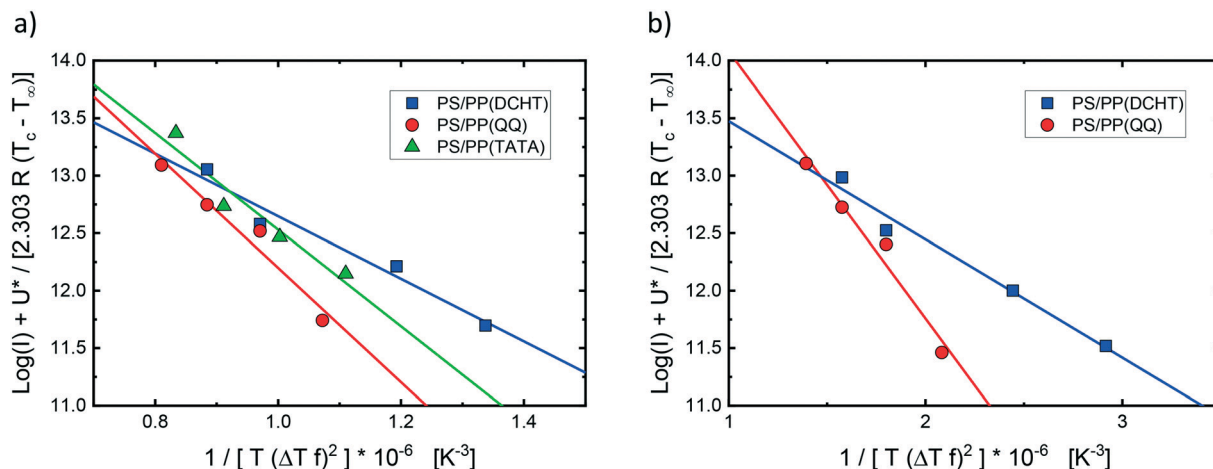 a)
Log(I) + U* / [2.303 R (T_c - T_∞)]
14.0
13.5
13.0
12.5
12.0
11.5
11.0
PS/PP(DCHT)
PS/PP(QQ)
PS/PP(TATA)
0.8 1.0 1.2 1.4
1 / [ T (ΔT f)² ] * 10⁻⁶ [K⁻³]
b)
Log(I) + U* / [2.303 R (T_c - T_∞)]
14.0
13.5
13.0
12.5
12.0
11.5
11.0
PS/PP(DCHT)
PS/PP(QQ)
1 2 3
1 / [ T (ΔT f)² ] * 10⁻⁶ [K⁻³]